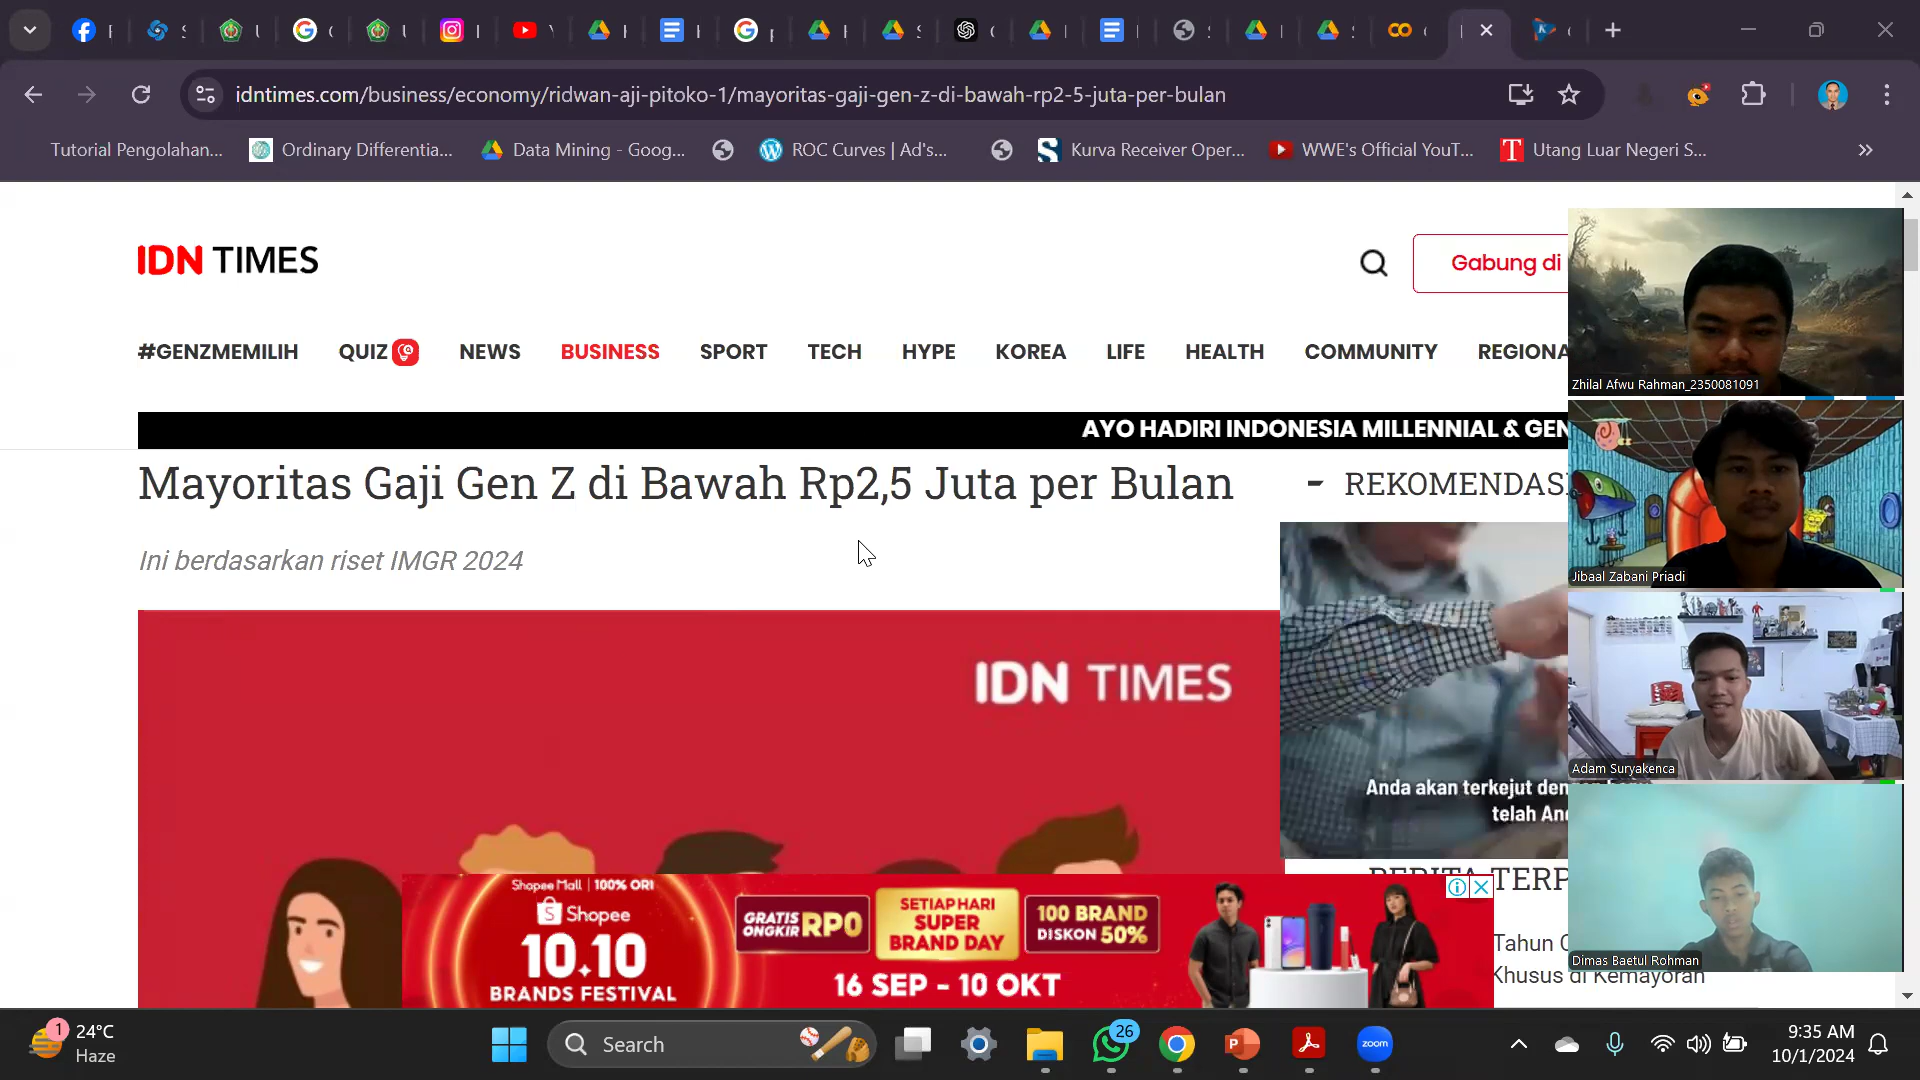 idntimes.com/business/economy/ridwan-aji-pitoko-1/mayoritas-gaji-gen-z-di-bawah-rp2-5-juta-per-bulan
Tutorial Pengolahan...
Ordinary Differentia...
Data Mining - Goog...
ROC Curves | Ad's...
Kurva Receiver Oper...
WWE's Official YouT...
Utang Luar Negeri S...
IDN TIMES
Gabung di
#GENZMEMILIH
QUIZ
NEWS
BUSINESS
SPORT
TECH
HYPE
KOREA
LIFE
HEALTH
COMMUNITY
REGIONA
AYO HADIRI INDONESIA MILLENNIAL & GEN
Mayoritas Gaji Gen Z di Bawah Rp2,5 Juta per Bulan
Ini berdasarkan riset IMGR 2024
IDN TIMES
REKOMENDASI
Anda akan terkejut den
telah An
TERP
Tahun
Khusus di Kemayoran
Zhilal Afwu Rahman_2350081091
Jibaal Zabani Priadi
Adam Suryakenca
Dimas Baetul Rohman
Shopee Mall | 100% ORI
Shopee
10.10
BRANDS FESTIVAL
GRATIS
ONGKIR
RP0
SETIAP HARI
SUPER
BRAND DAY
100 BRAND
DISKON 50%
16 SEP - 10 OKT
1
24°C
Haze
Search
26
zoom
9:35 AM
10/1/2024